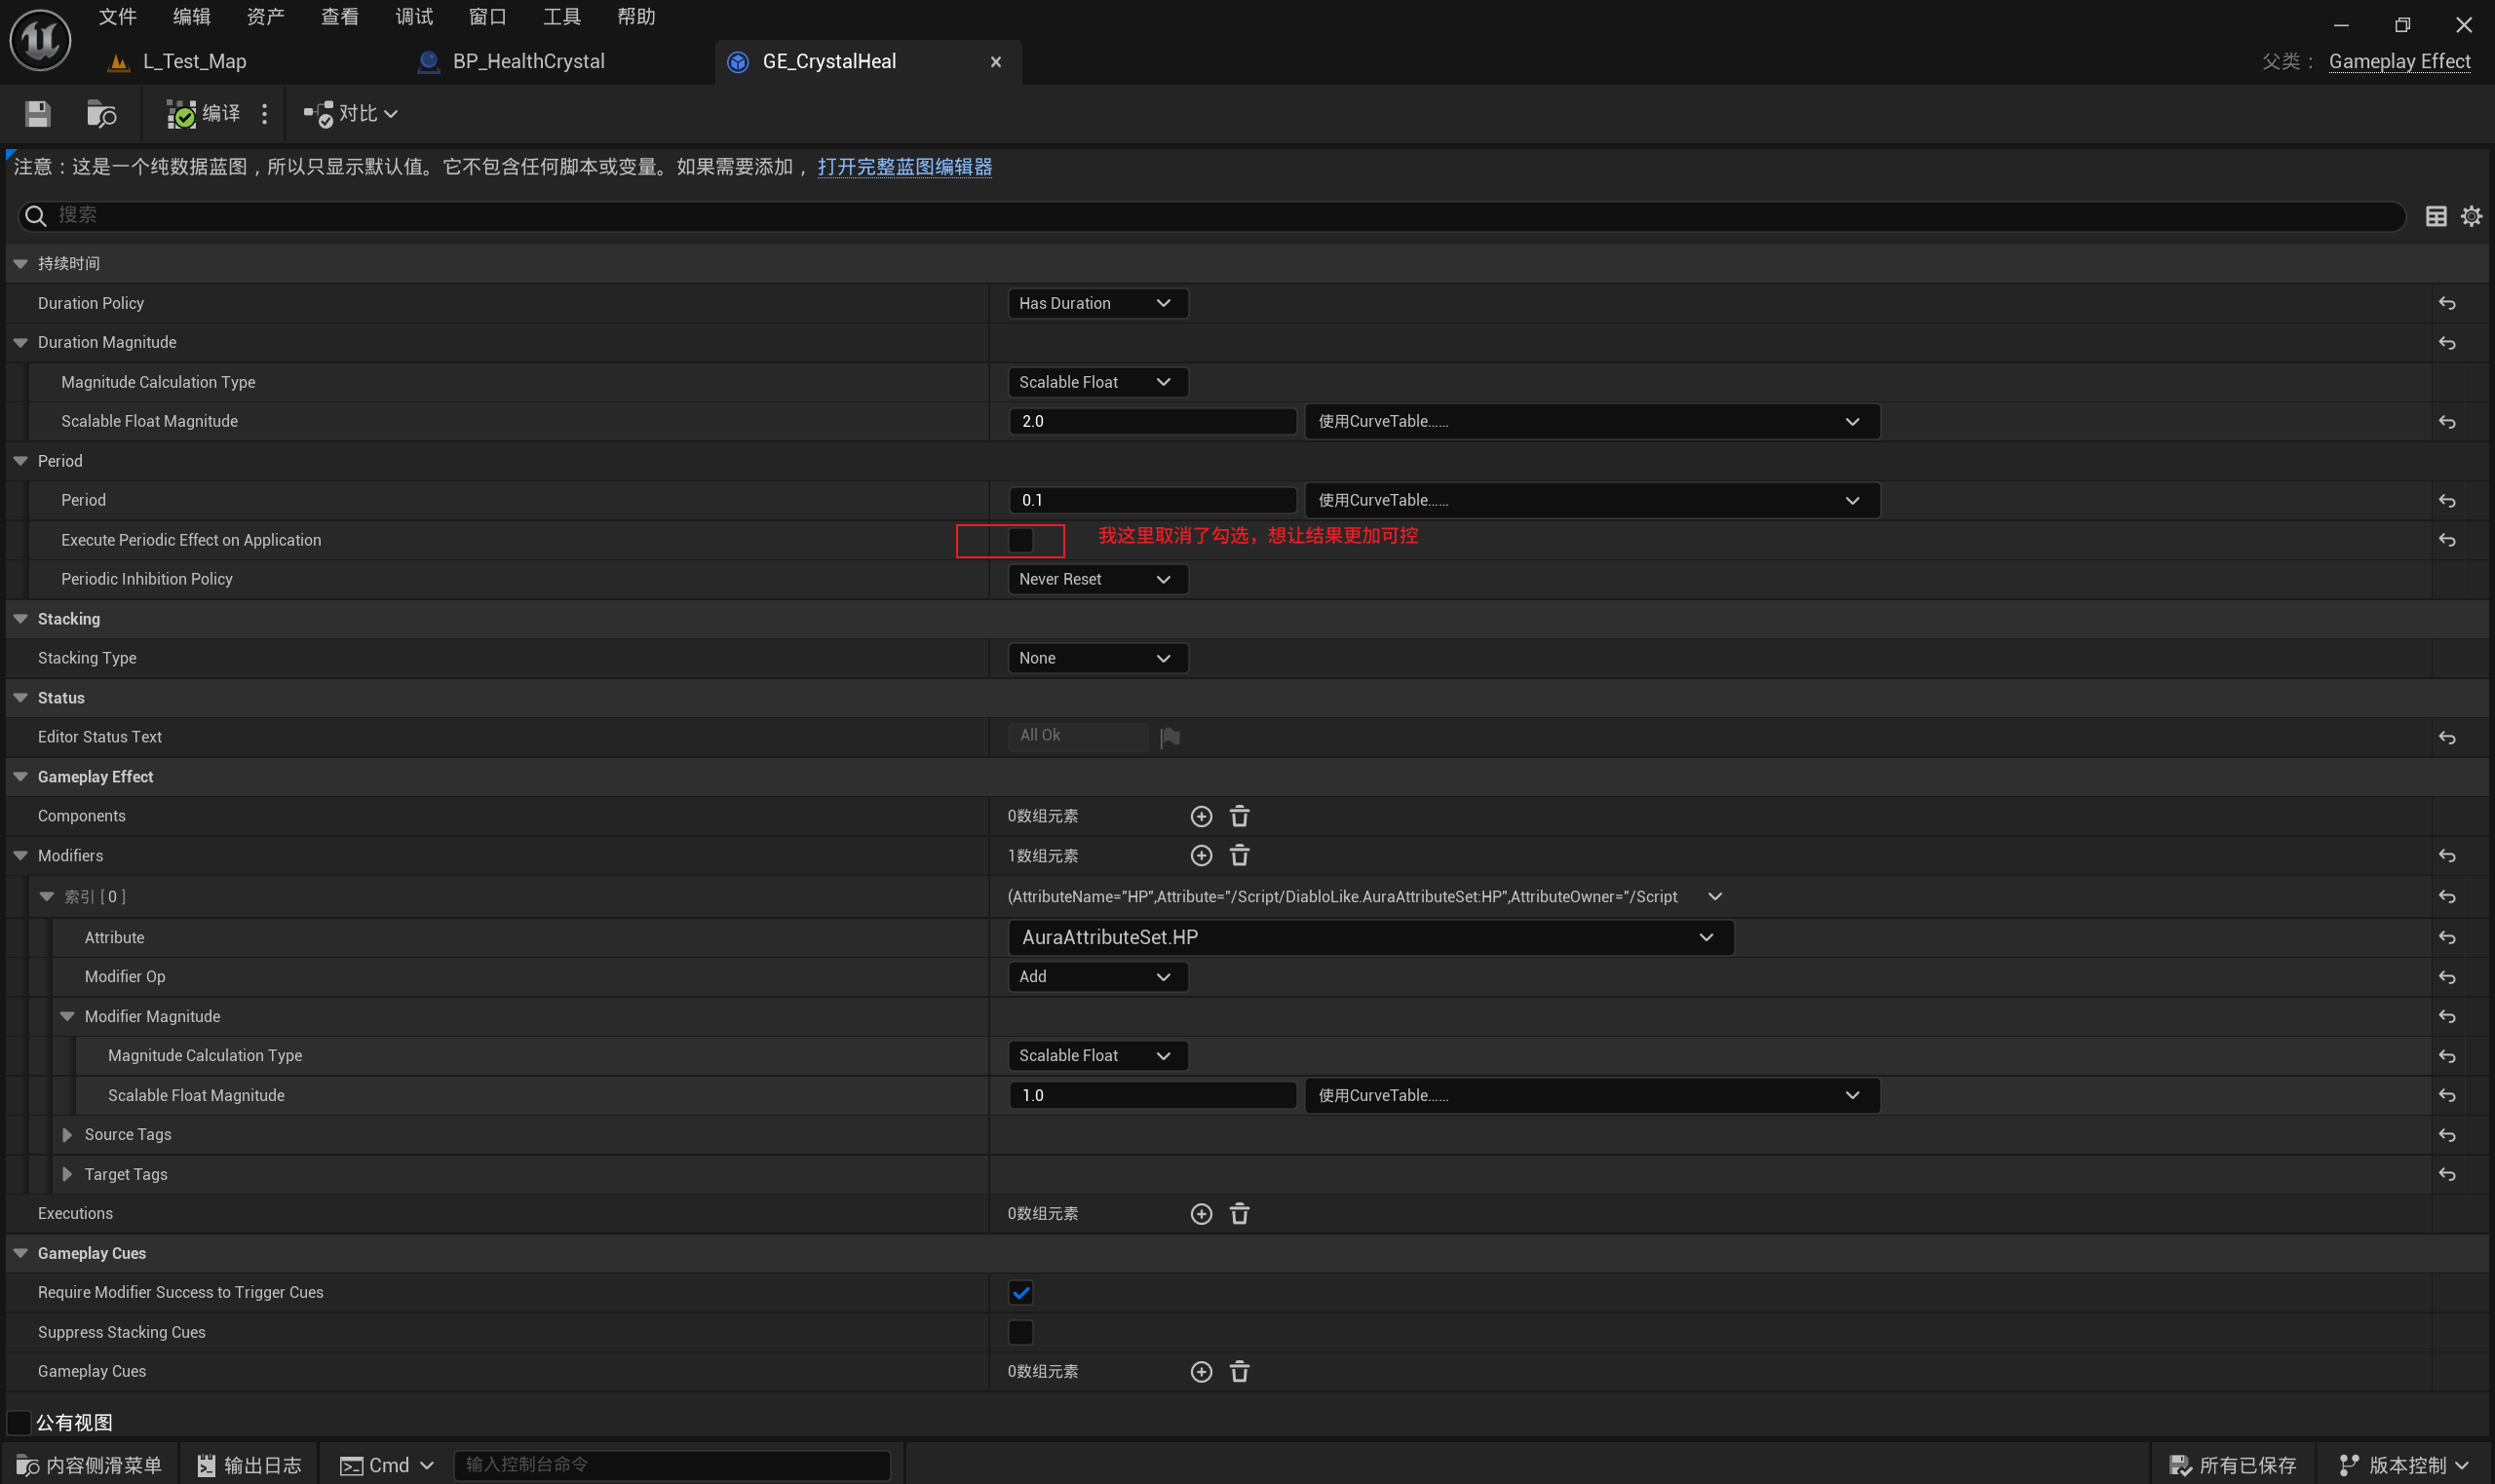 文件 编辑 资产 查看 调试 窗口 工具 帮助
L_Test_Map BP_HealthCrystal GE_CrystalHeal 父类： Gameplay Effect
编译 对比
注意：这是一个纯数据蓝图，所以只显示默认值。它不包含任何脚本或变量。如果需要添加， 打开完整蓝图编辑器
搜索
持续时间
Duration Policy Has Duration
Duration Magnitude
Magnitude Calculation Type Scalable Float
Scalable Float Magnitude 2.0 使用CurveTable......
Period
Period 0.1 使用CurveTable......
Execute Periodic Effect on Application 我这里取消了勾选，想让结果更加可控
Periodic Inhibition Policy Never Reset
Stacking
Stacking Type None
Status
Editor Status Text All Ok
Gameplay Effect
Components 0数组元素
Modifiers 1数组元素
索引 [ 0 ] (AttributeName="HP",Attribute="/Script/DiabloLike.AuraAttributeSet:HP",AttributeOwner="/Script
Attribute AuraAttributeSet.HP
Modifier Op Add
Modifier Magnitude
Magnitude Calculation Type Scalable Float
Scalable Float Magnitude 1.0 使用CurveTable......
Source Tags
Target Tags
Executions 0数组元素
Gameplay Cues
Require Modifier Success to Trigger Cues
Suppress Stacking Cues
Gameplay Cues 0数组元素
公有视图
内容侧滑菜单 输出日志 Cmd 输入控制台命令 所有已保存 版本控制